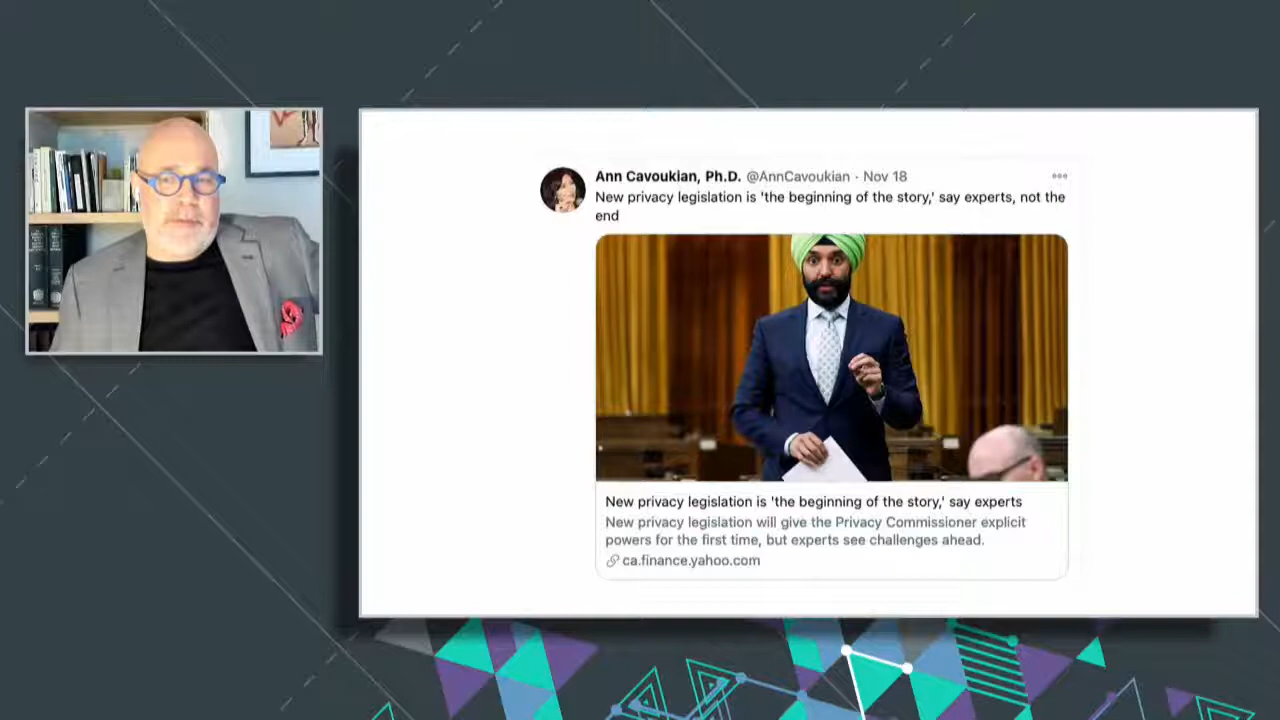 Ann Cavoukian, Ph.D. @AnnCavoukian · Nov 18
New privacy legislation is 'the beginning of the story,' say experts, not the
end
New privacy legislation is 'the beginning of the story,' say experts
New privacy legislation will give the Privacy Commissioner explicit
powers for the first time, but experts see challenges ahead.
ca.finance.yahoo.com